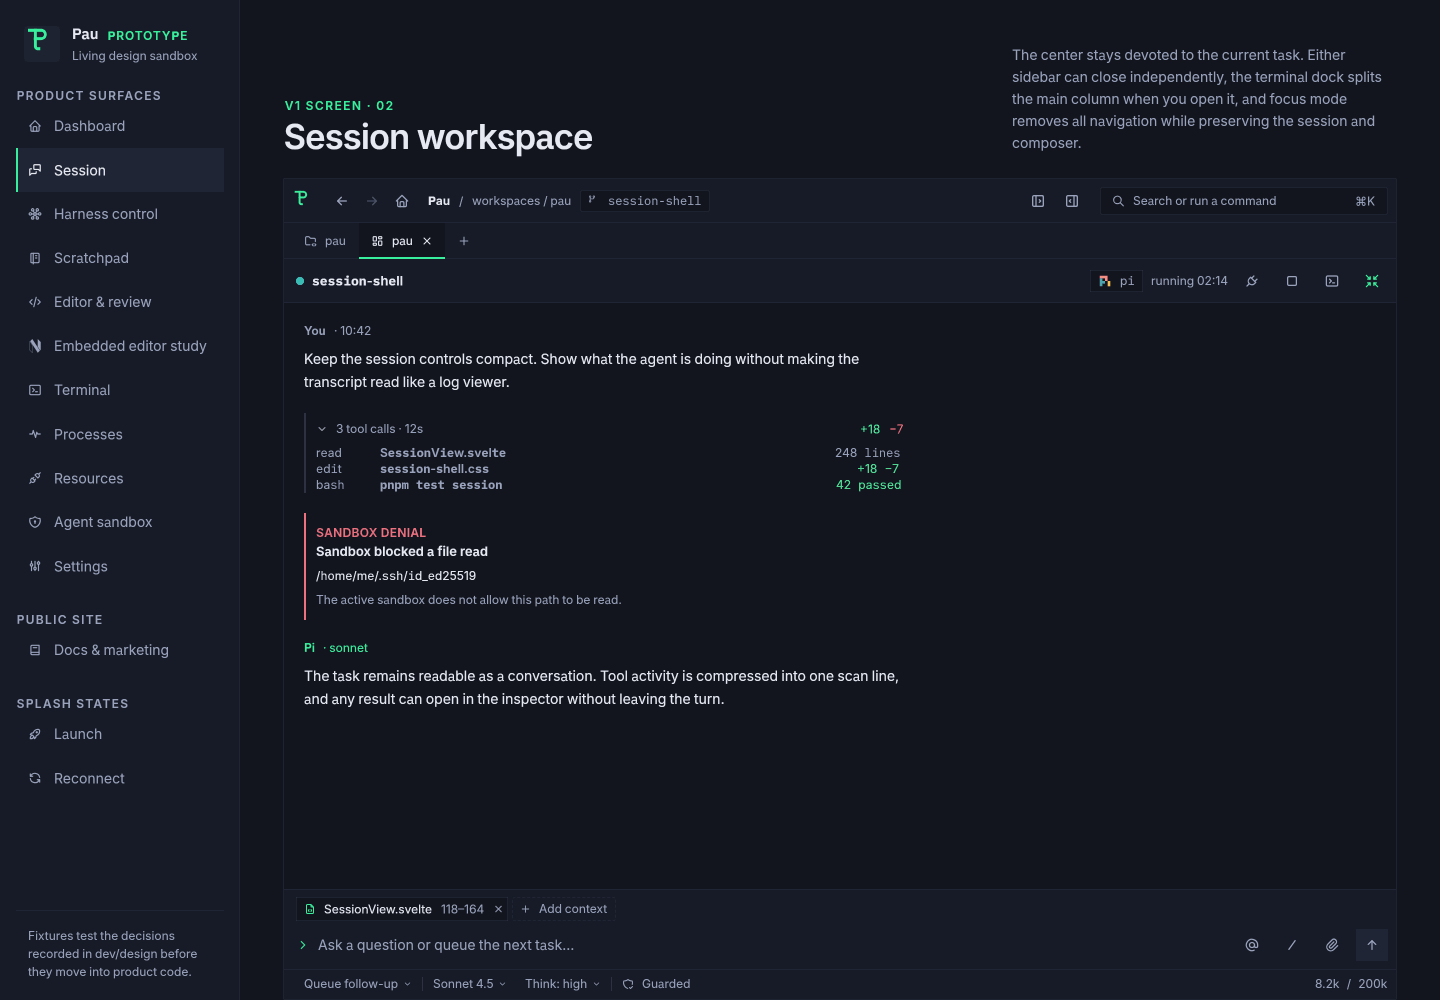 Pau PROTOTYPE
Living design sandbox
PRODUCT SURFACES
Dashboard
Session
Harness control
Scratchpad
Editor & review
Embedded editor study
Terminal
Processes
Resources
Agent sandbox
Settings
PUBLIC SITE
Docs & marketing
SPLASH STATES
Launch
Reconnect
Fixtures test the decisions
recorded in dev/design before
they move into product code.
V1 SCREEN · 02
Session workspace
The center stays devoted to the current task. Either
sidebar can close independently, the terminal dock splits
the main column when you open it, and focus mode
removes all navigation while preserving the session and
composer.
Pau / workspaces / pau session-shell
Search or run a command ⌘K
pau
pau
session-shell
pi running 02:14
You · 10:42
Keep the session controls compact. Show what the agent is doing without making the
transcript read like a log viewer.
3 tool calls · 12s +18 −7
read SessionView.svelte 248 lines
edit session-shell.css +18 −7
bash pnpm test session 42 passed
SANDBOX DENIAL
Sandbox blocked a file read
/home/me/.ssh/id_ed25519
The active sandbox does not allow this path to be read.
Pi · sonnet
The task remains readable as a conversation. Tool activity is compressed into one scan line,
and any result can open in the inspector without leaving the turn.
SessionView.svelte 118–164 × + Add context
Ask a question or queue the next task...
Queue follow-up Sonnet 4.5 Think: high Guarded 8.2k / 200k